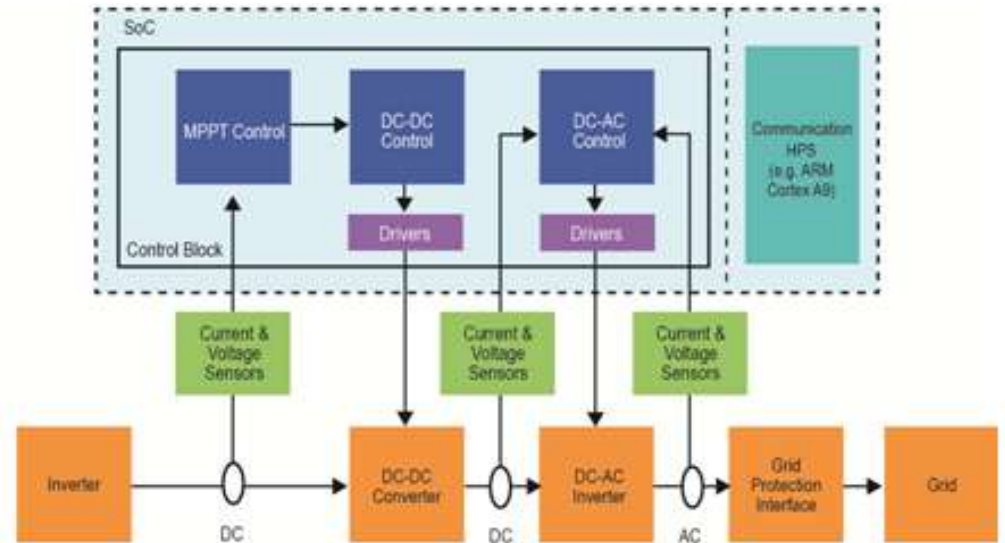 SoC
MPPT Control
DC-DC
Control
DC-AC
Control
Communication
HPS
(e.g. ARM
Cortex A9)
Drivers
Drivers
Control Block
Current &
Voltage
Sensors
Current &
Voltage
Sensors
Current &
Voltage
Sensors
Inverter
DC-DC
Converter
DC-AC
Inverter
Grid
Protection
Interface
Grid
DC
DC
AC